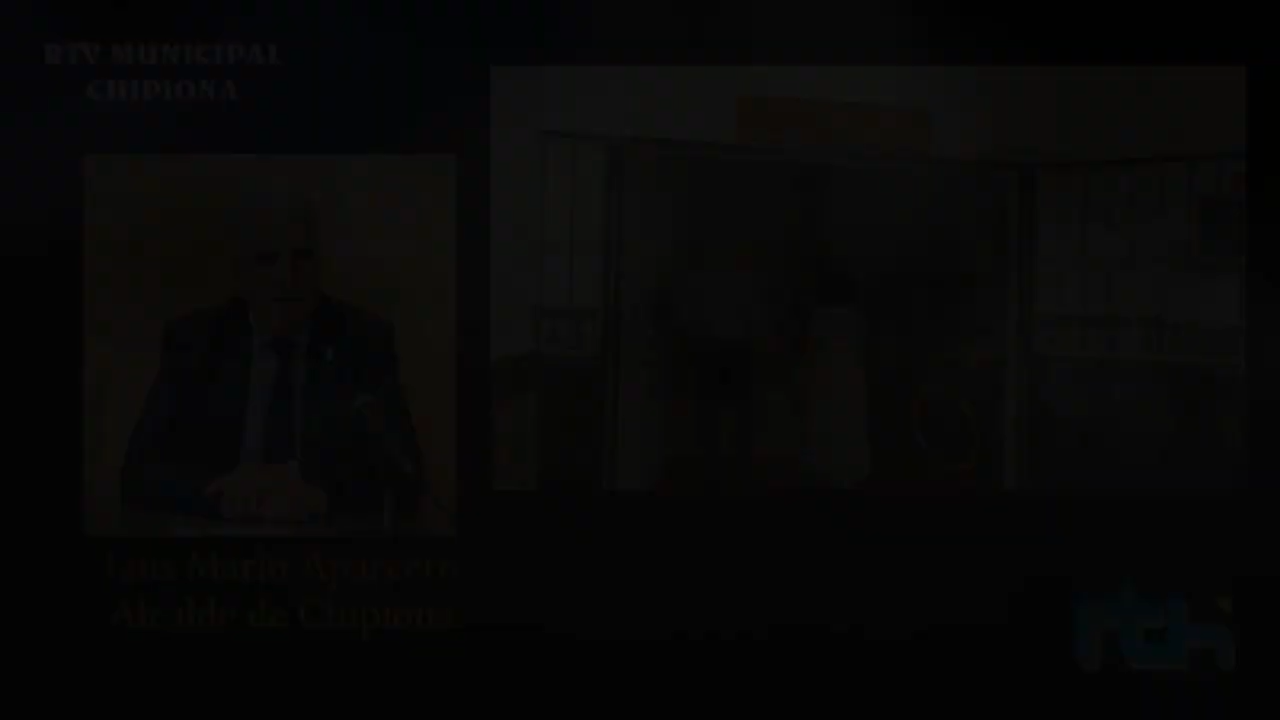 RTV MUNICIPAL
CHIPIONA
Luis Mario Aparcero
Alcalde de Chipiona